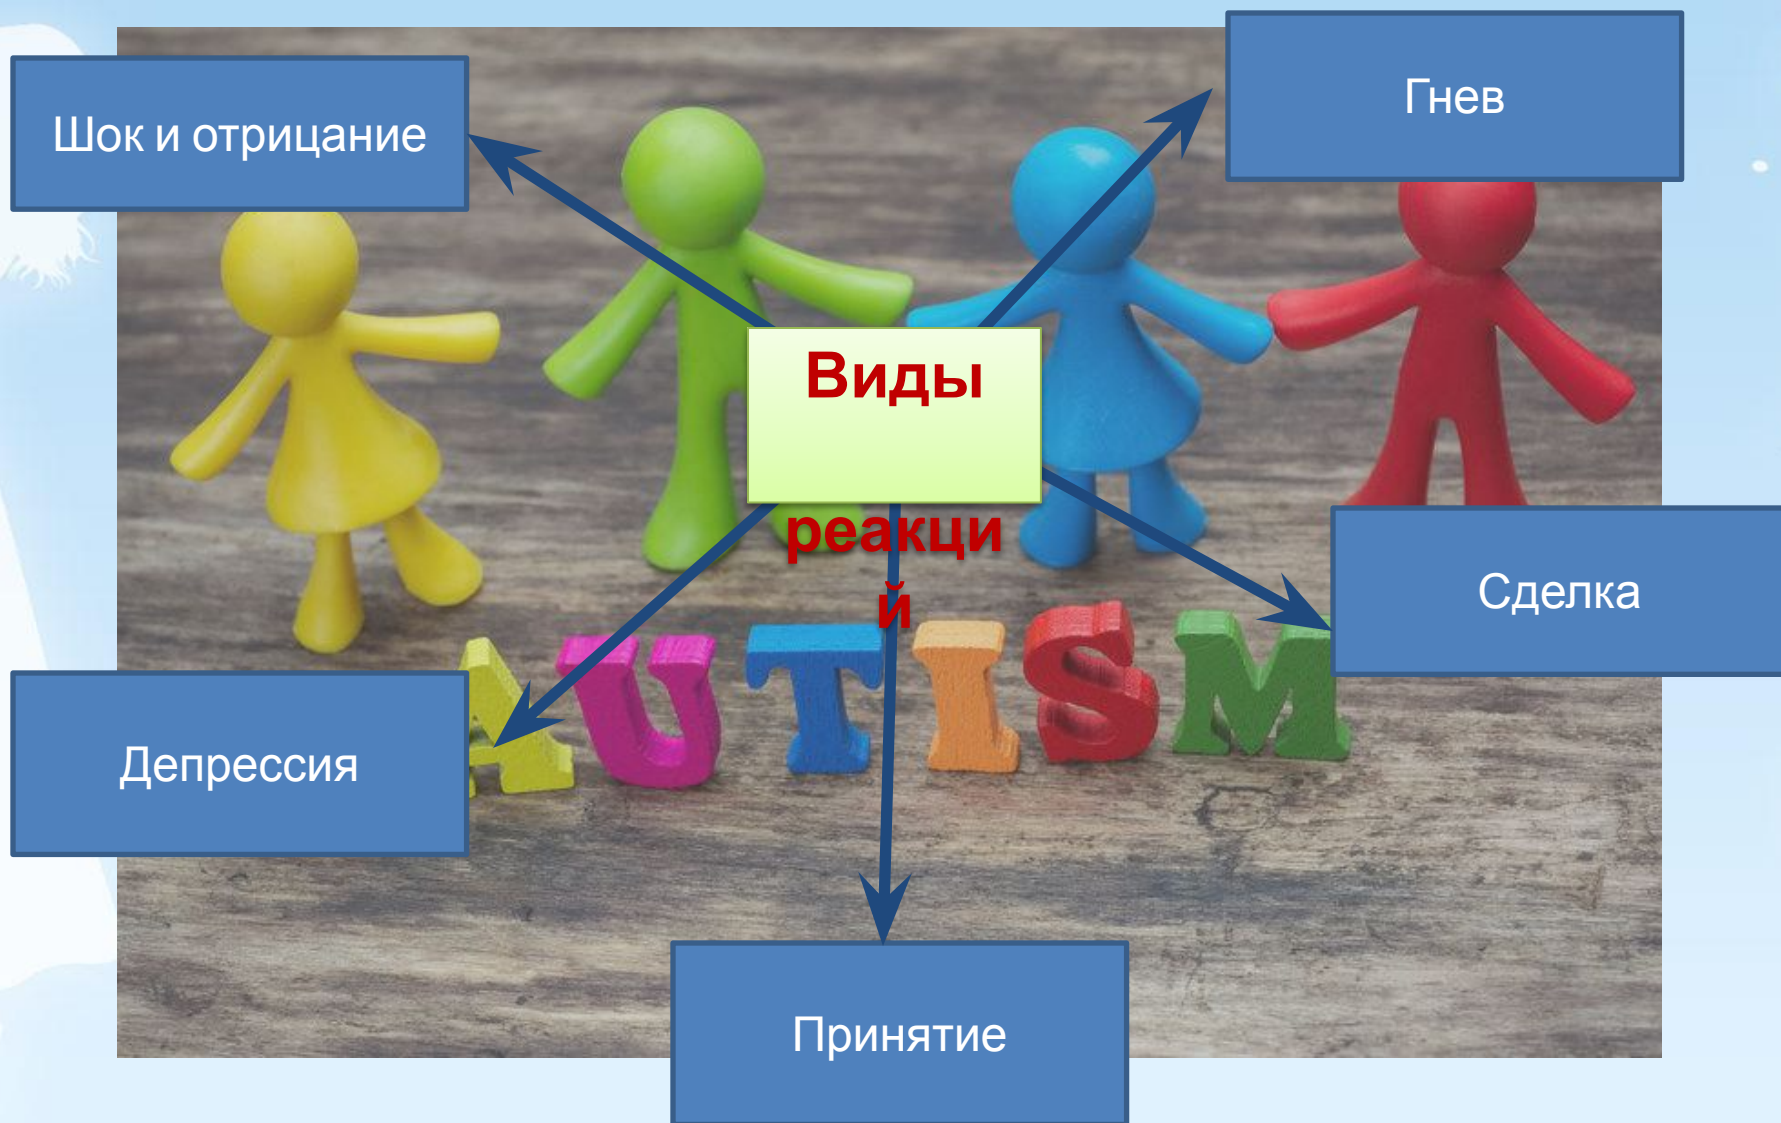 Гнев
Шок и отрицание
Виды
реакци
й
Сделка
AUTISM
Депрессия
Принятие